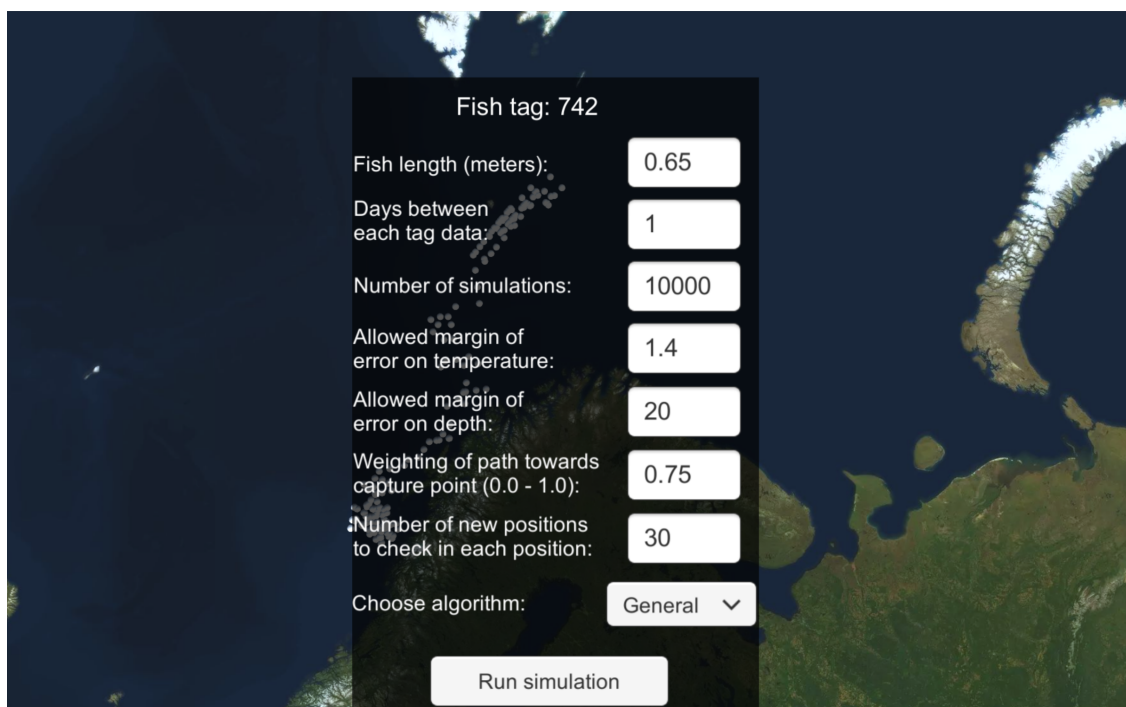 Fish tag: 742
Fish length (meters): 0.65
Days between
each tag data: 1
Number of simulations: 10000
Allowed margin of
error on temperature: 1.4
Allowed margin of
error on depth: 20
Weighting of path towards
capture point (0.0 - 1.0): 0.75
Number of new positions
to check in each position: 30
Choose algorithm: General
Run simulation